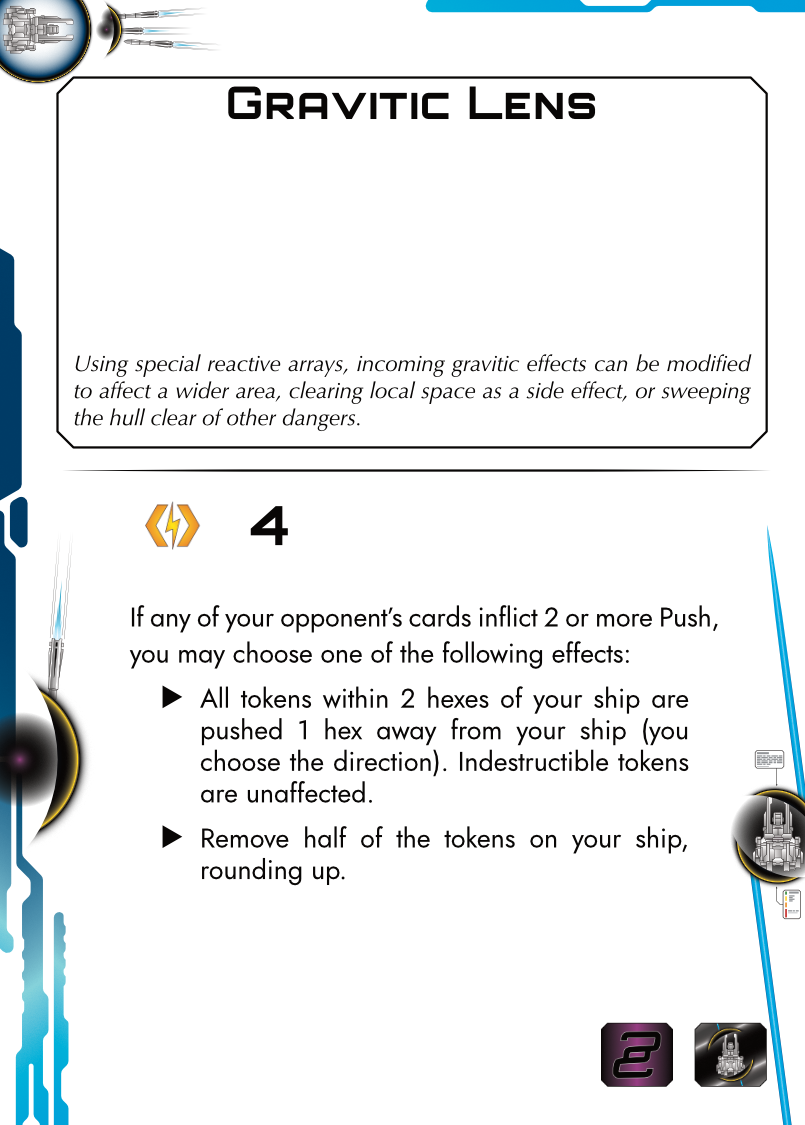 Gravitic Lens
Using special reactive arrays, incoming gravitic effects can be modified
to affect a wider area, clearing local space as a side effect, or sweeping
the hull clear of other dangers.
4
If any of your opponent’s cards inflict 2 or more Push,
you may choose one of the following effects:
▶ All tokens within 2 hexes of your ship are
pushed 1 hex away from your ship (you
choose the direction). Indestructible tokens
are unaffected.
▶ Remove half of the tokens on your ship,
rounding up.
2